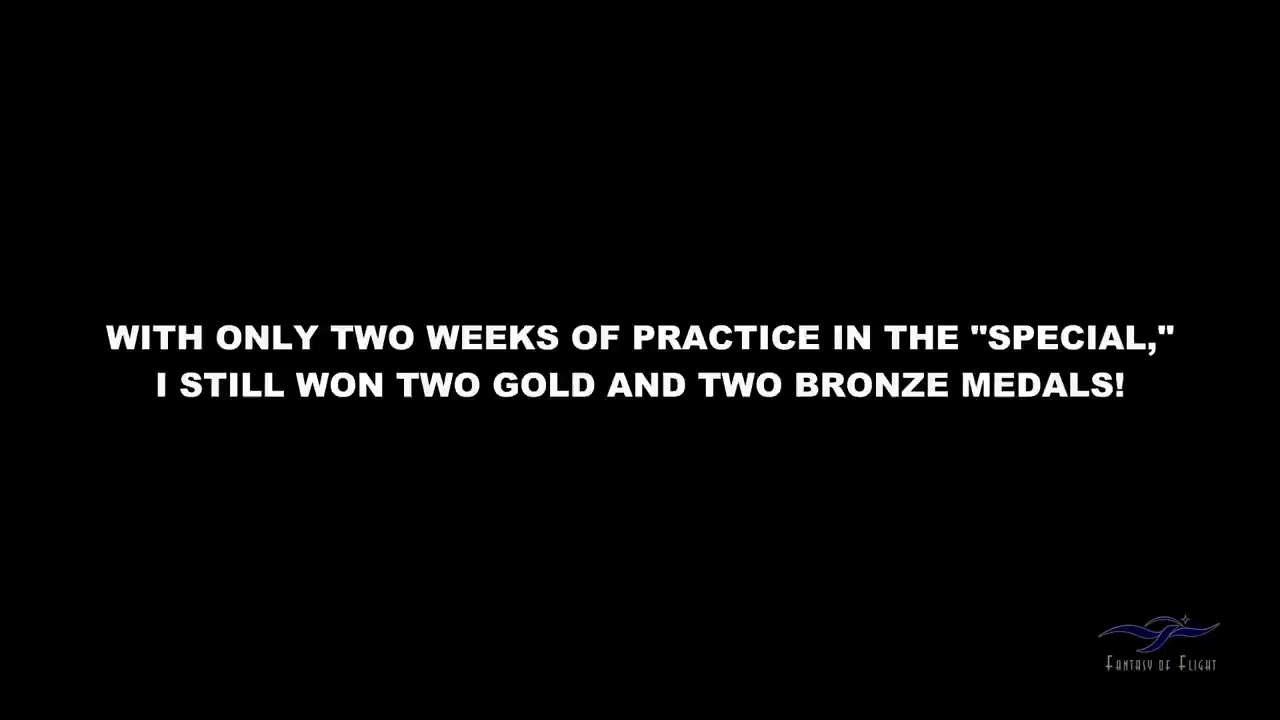 WITH ONLY TWO WEEKS OF PRACTICE IN THE "SPECIAL,"
I STILL WON TWO GOLD AND TWO BRONZE MEDALS!
FANTASY OF FLIGHT